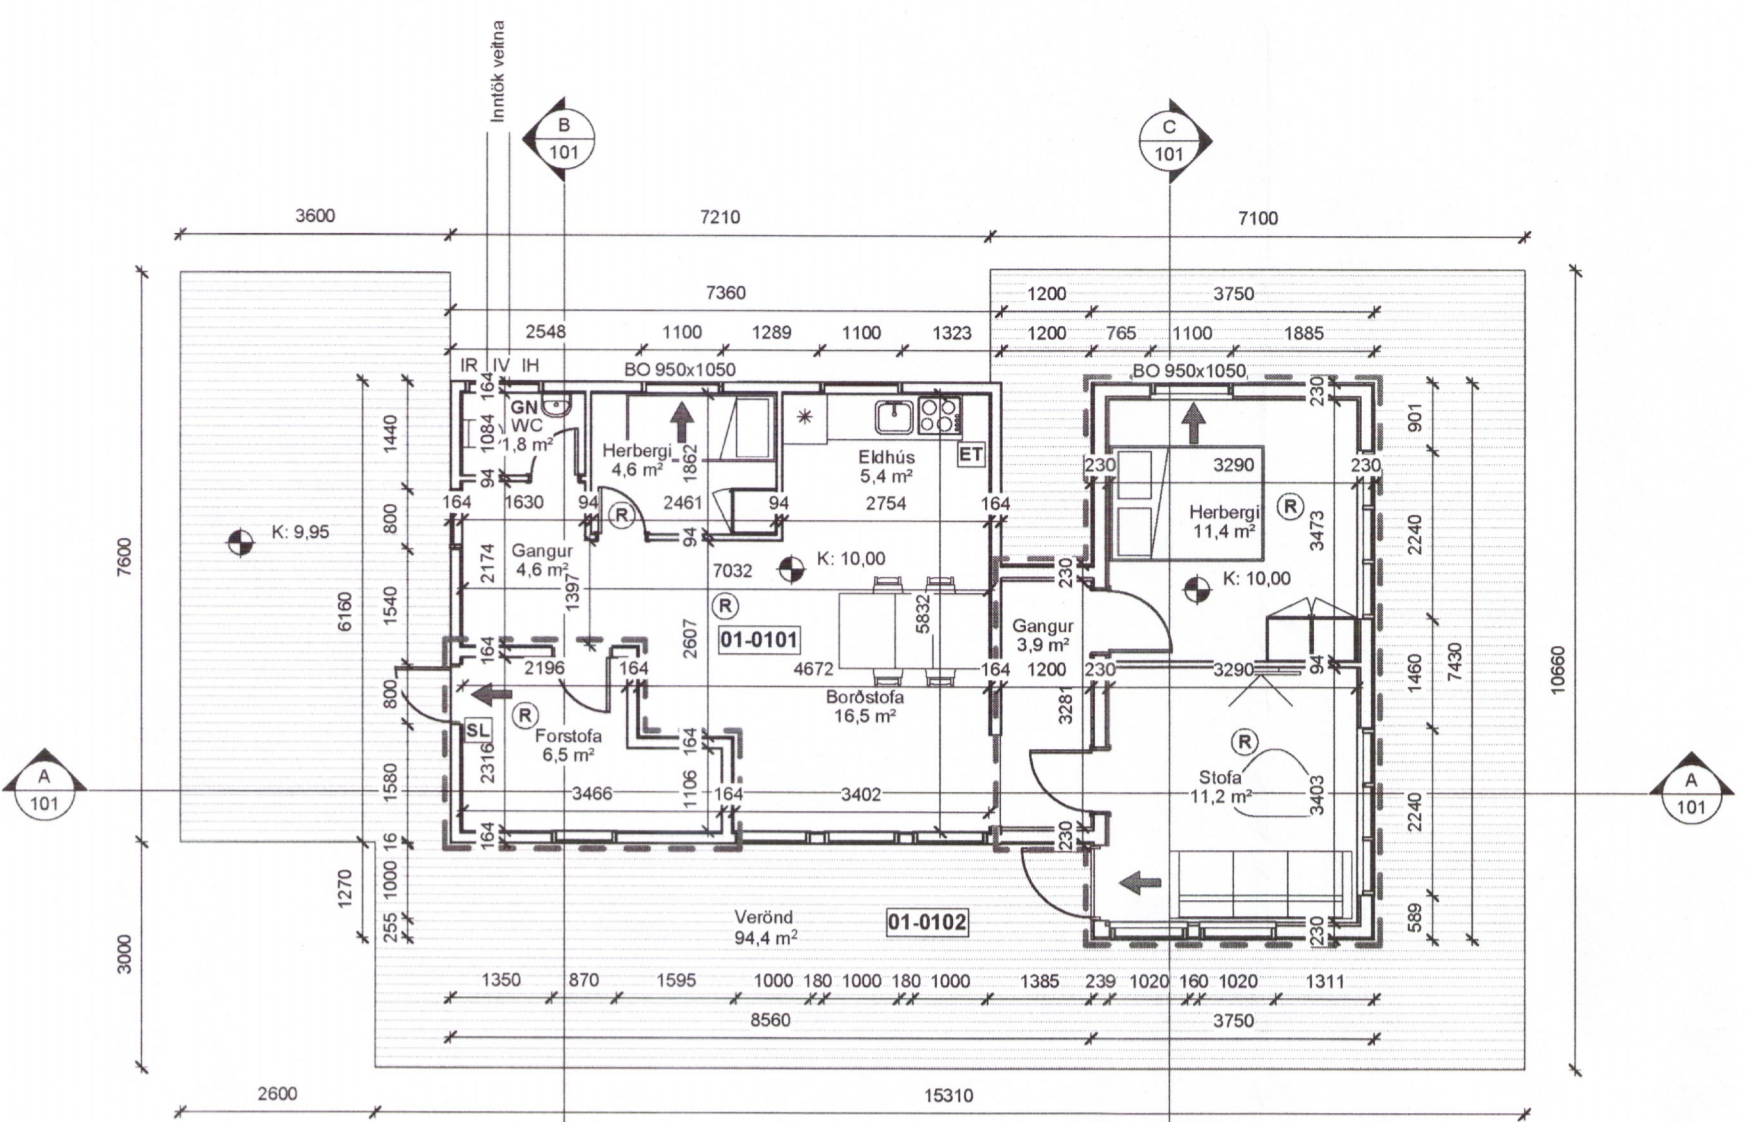 Inntök veitna
B
101
C
101
3600
7210
7100
7360
1200
3750
2548
1100
1289
1100
1323
1200
765
1100
1885
IR IV IH
BO 950x1050
BO 950x1050
164
230
GN
WC
1,8 m²
1084
94
1440
901
Herbergi
4,6 m²
1862
Eldhús
5,4 m²
ET
230
3290
230
164
1630
94
2461
94
2754
164
800
Herbergi
11,4 m²
R
R
3473
2240
K: 9,95
94
Gangur
4,6 m²
2174
1397
7032
K: 10,00
230
K: 10,00
7600
6160
1540
R
01-0101
2607
5832
Gangur
3,9 m²
164
2196
164
4672
164
1200
230
3290
94
1460
7430
10660
800
SL
R
Forstofa
6,5 m²
Borðstofa
16,5 m²
3281
R
164
2316
1106
Stofa
11,2 m²
3403
A
101
A
101
1580
3466
164
3402
2240
164
230
16
1270
1000
255
Verönd
94,4 m²
01-0102
589
230
3000
1350
870
1595
1000
180
1000
180
1000
1385
239
1020
160
1020
1311
8560
3750
2600
15310